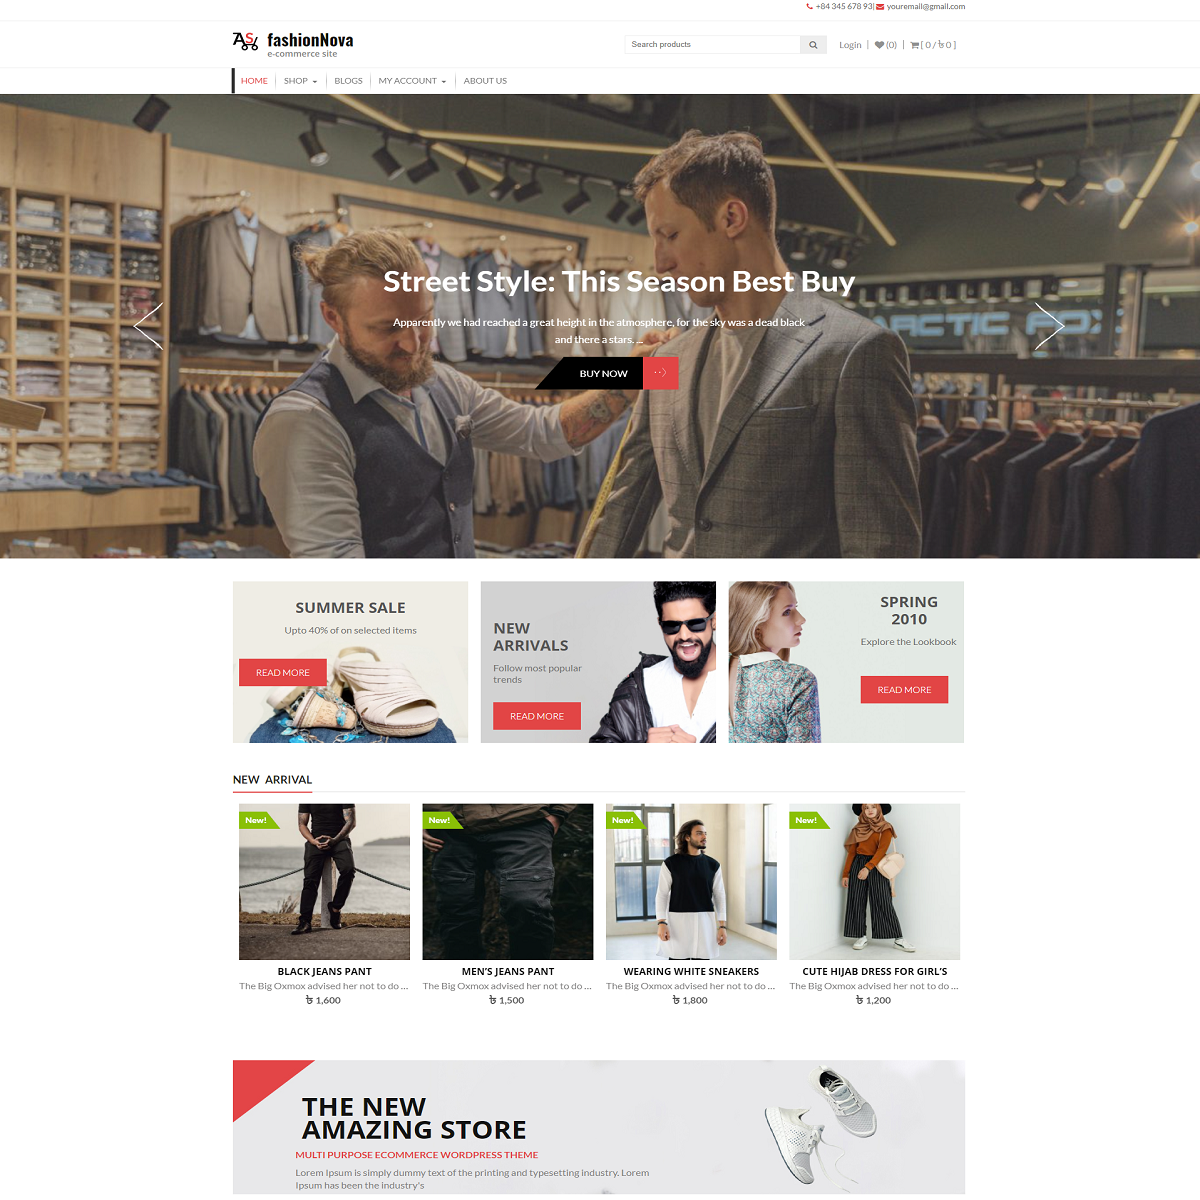 +84 345 678 93| youremail@gmail.com
AS fashionNova
e-commerce site
Search products
Login | (0) | [ 0 / ৳ 0 ]
HOME SHOP BLOGS MY ACCOUNT ABOUT US
ARCTIC FOX
Street Style: This Season Best Buy
Apparently we had reached a great height in the atmosphere, for the sky was a dead black
and there a stars. ...
BUY NOW
SUMMER SALE
Upto 40% of on selected items
READ MORE
NEW
ARRIVALS
Follow most popular
trends
READ MORE
SPRING
2010
Explore the Lookbook
READ MORE
NEW ARRIVAL
New! New! New! New!
BLACK JEANS PANT MEN'S JEANS PANT WEARING WHITE SNEAKERS CUTE HIJAB DRESS FOR GIRL'S
The Big Oxmox advised her not to do ... The Big Oxmox advised her not to do ... The Big Oxmox advised her not to do ... The Big Oxmox advised her not to do ...
৳ 1,600 ৳ 1,500 ৳ 1,800 ৳ 1,200
THE NEW
AMAZING STORE
MULTI PURPOSE ECOMMERCE WORDPRESS THEME
Lorem Ipsum is simply dummy text of the printing and typesetting industry. Lorem
Ipsum has been the industry's